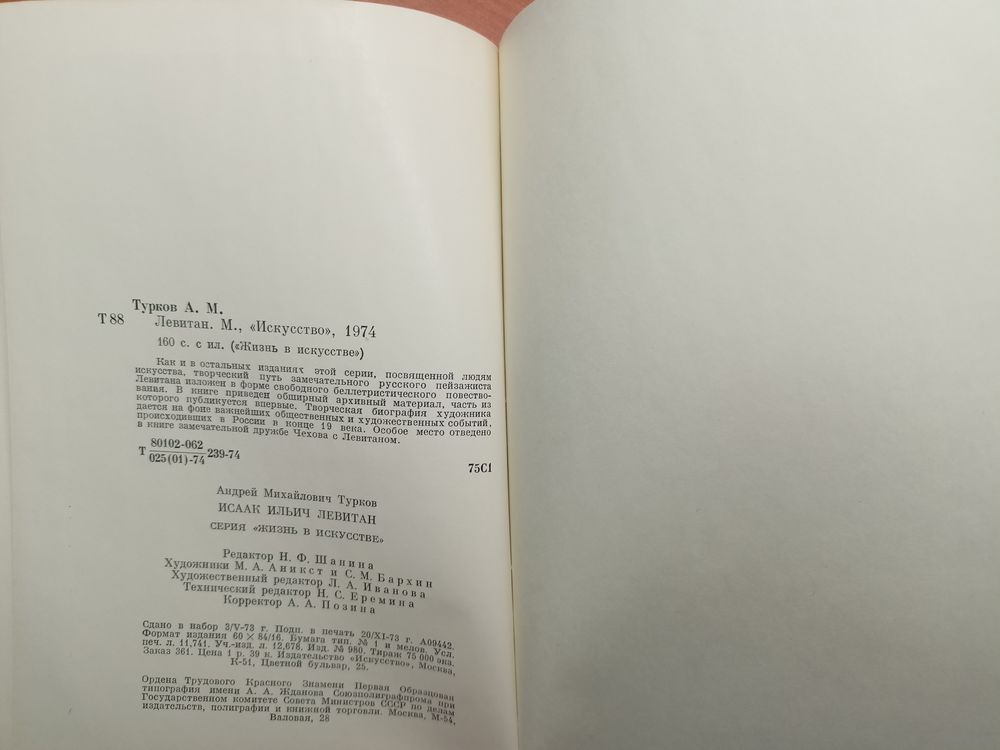 Турков А. М.
Т 88
Левитан. М., «Искусство», 1974
160 с. с ил. («Жизнь в искусстве»)
Как и в остальных изданиях этой серии, посвященной людям
искусства, творческий путь замечательного русского пейзажиста
Левитана изложен в форме свободного беллетристического повество-
вания. В книге приведен обширный архивный материал, часть из
которого публикуется впервые. Творческая биография художника
дается на фоне важнейших общественных и художественных событий,
происходивших в России в конце 19 века. Особое место отведено
в книге замечательной дружбе Чехова с Левитаном.
Т 80102-062
025(01)-74 239-74
75С1
Андрей Михайлович Турков
ИСААК ИЛЬИЧ ЛЕВИТАН
СЕРИЯ «ЖИЗНЬ В ИСКУССТВЕ»
Редактор Н. Ф. Шанина
Художники М. А. Аникст и С. М. Бархин
Художественный редактор Л. А. Иванова
Технический редактор Н. С. Еремина
Корректор А. А. Позина
Сдано в набор 3/V-73 г. Подп. в печать 20/XI-73 г. А09442.
Формат издания 60 × 84/16. Бумага тип. № 1 и мелов. Усл.
печ. л. 11,741. Уч.-изд. л. 12,678. Изд. № 980. Тираж 75 000 экз.
Заказ 361. Цена 1 р. 39 к. Издательство «Искусство», Москва,
К-51, Цветной бульвар, 25.
Ордена Трудового Красного Знамени Первая Образцовая
типография имени А. А. Жданова Союзполиграфпрома при
Государственном комитете Совета Министров СССР по делам
издательств, полиграфии и книжной торговли. Москва, М-54,
Валовая, 28